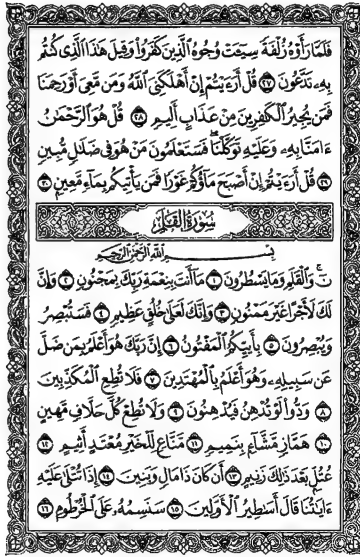 فَلَمَّا رَأَوْهُ زُلْفَةً سِيٓـَٔتْ وُجُوهُ ٱلَّذِينَ كَفَرُوا۟ وَقِيلَ هَٰذَا ٱلَّذِى كُنتُم
بِهِۦ تَدَّعُونَ ٢٧ قُلْ أَرَءَيْتُمْ إِنْ أَهْلَكَنِىَ ٱللَّهُ وَمَن مَّعِىَ أَوْ رَحِمَنَا
فَمَن يُجِيرُ ٱلْكَٰفِرِينَ مِنْ عَذَابٍ أَلِيمٍ ٢٨ قُلْ هُوَ ٱلرَّحْمَٰنُ
ءَامَنَّا بِهِۦ وَعَلَيْهِ تَوَكَّلْنَا ۖ فَسَتَعْلَمُونَ مَنْ هُوَ فِى ضَلَٰلٍ مُّبِينٍ
٢٩ قُلْ أَرَءَيْتُمْ إِنْ أَصْبَحَ مَآؤُكُمْ غَوْرًا فَمَن يَأْتِيكُم بِمَآءٍ مَّعِينٍۭ ٣٠
سُورَةُ القَلَمِ
بِسْمِ ٱللَّهِ ٱلرَّحْمَٰنِ ٱلرَّحِيمِ
نٓ ۚ وَٱلْقَلَمِ وَمَا يَسْطُرُونَ ١ مَآ أَنتَ بِنِعْمَةِ رَبِّكَ بِمَجْنُونٍ ٢ وَإِنَّ
لَكَ لَأَجْرًا غَيْرَ مَمْنُونٍ ٣ وَإِنَّكَ لَعَلَىٰ خُلُقٍ عَظِيمٍ ٤ فَسَتُبْصِرُ
وَيُبْصِرُونَ ٥ بِأَييِّكُمُ ٱلْمَفْتُونُ ٦ إِنَّ رَبَّكَ هُوَ أَعْلَمُ بِمَن ضَلَّ
عَن سَبِيلِهِۦ وَهُوَ أَعْلَمُ بِٱلْمُهْتَدِينَ ٧ فَلَا تُطِعِ ٱلْمُكَذِّبِينَ
٨ وَدُّوا۟ لَوْ تُدْهِنُ فَيُدْهِنُونَ ٩ وَلَا تُطِعْ كُلَّ حَلَّافٍ مَّهِينٍ
١٠ هَمَّازٍ مَّشَّآءٍۭ بِنَمِيمٍ ١١ مَّنَّاعٍ لِّلْخَيْرِ مُعْتَدٍ أَثِيمٍ ١٢
عُتُلٍّۭ بَعْدَ ذَٰلِكَ زَنِيمٍ ١٣ أَن كَانَ ذَا مَالٍ وَبَنِينَ ١٤ إِذَا تُتْلَىٰ عَلَيْهِ
ءَايَٰتُنَا قَالَ أَسَٰطِيرُ ٱلْأَوَّلِينَ ١٥ سَنَسِمُهُۥ عَلَى ٱلْخُرْطُومِ ١٦